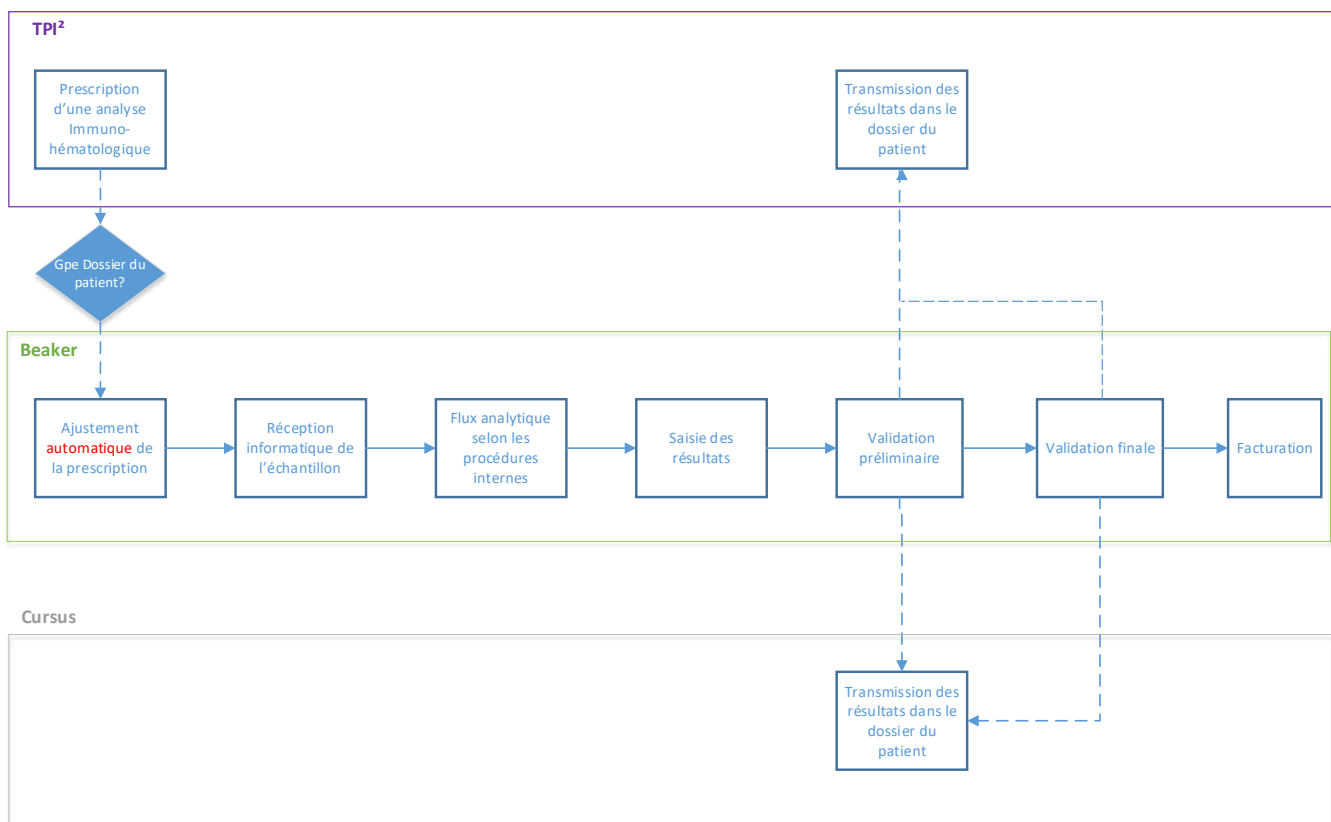 TPI²
Prescription
d’une analyse
Immuno-
hématologique
Transmission des
résultats dans le
dossier du
patient
Gpe Dossier du
patient?
Beaker
Ajustement
automatique de
la prescription
Réception
informatique de
l’échantillon
Flux analytique
selon les
procédures
internes
Saisie des
résultats
Validation
préliminaire
Validation finale
Facturation
Cursus
Transmission des
résultats dans le
dossier du
patient